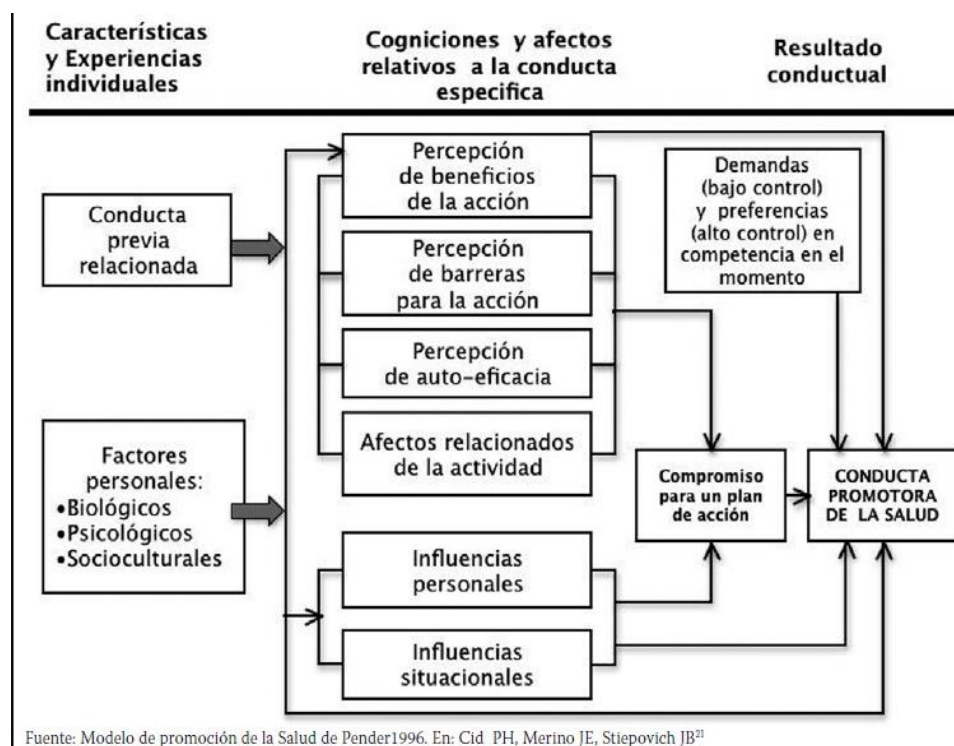 Características
y Experiencias
individuales
Cogniciones y afectos
relativos a la conducta
especifica
Resultado
conductual
Conducta
previa
relacionada
Factores
personales:
•Biológicos
•Psicológicos
•Socioculturales
Percepción
de beneficios
de la acción
Percepción
de barreras
para la acción
Percepción
de auto-eficacia
Afectos relacionados
de la actividad
Influencias
personales
Influencias
situacionales
Demandas
(bajo control)
y preferencias
(alto control) en
competencia en el
momento
Compromiso
para un plan
de acción
CONDUCTA
PROMOTORA
DE LA SALUD
Fuente: Modelo de promoción de la Salud de Pender1996. En: Cid PH, Merino JE, Stiepovich JB²¹